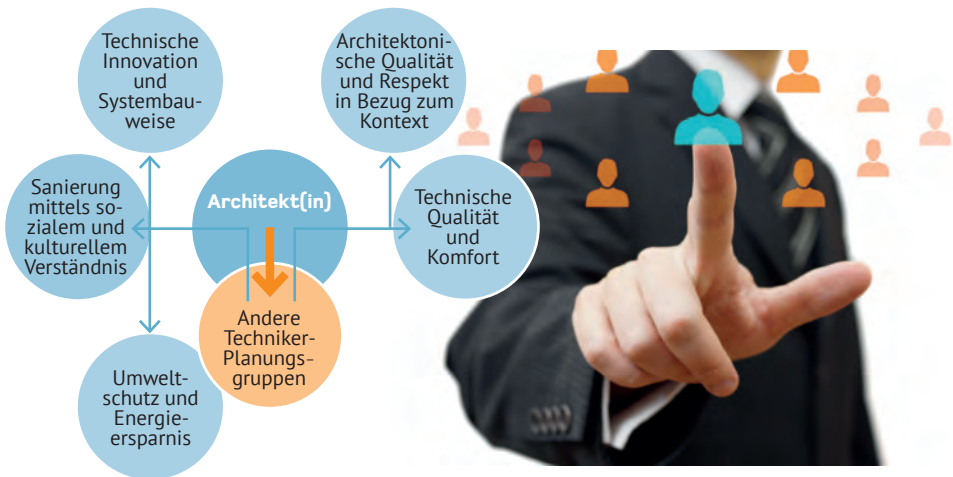 Technische
Innovation
und
Systembau-
weise
Architektoni-
sche Qualität
und Respekt
in Bezug zum
Kontext
Sanierung
mittels so-
zialem und
kulturellem
Verständnis
Architekt(in)
Technische
Qualität
und
Komfort
Andere
Techniker-
Planungs-
gruppen
Umwelt-
schutz und
Energie-
ersparnis